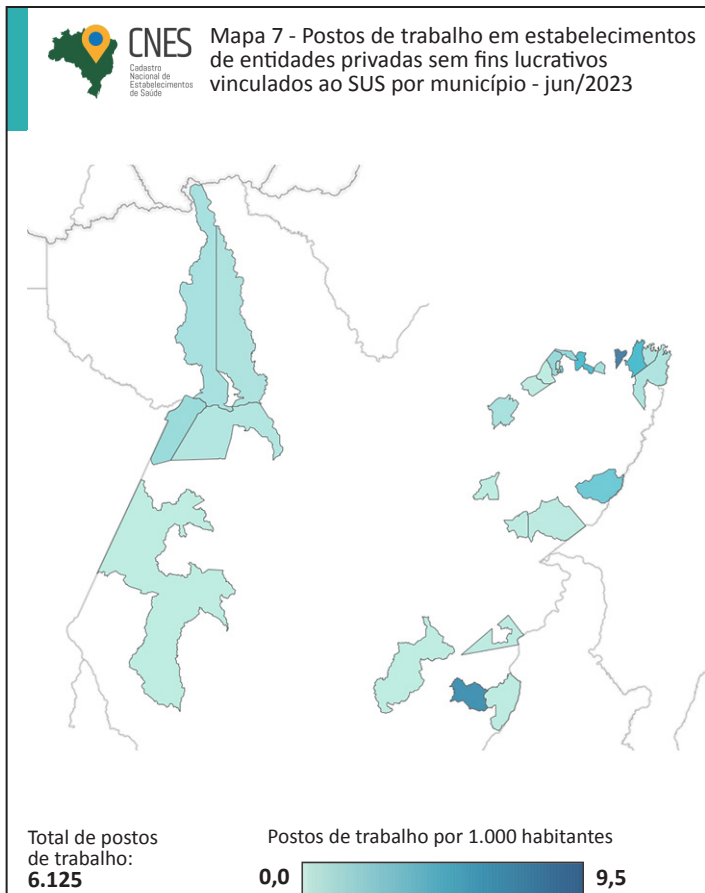 CNES
Cadastro
Nacional de
Estabelecimentos
de Saúde
Mapa 7 - Postos de trabalho em estabelecimentos
de entidades privadas sem fins lucrativos
vinculados ao SUS por município - jun/2023
Total de postos
de trabalho:
6.125
Postos de trabalho por 1.000 habitantes
0,0
9,5